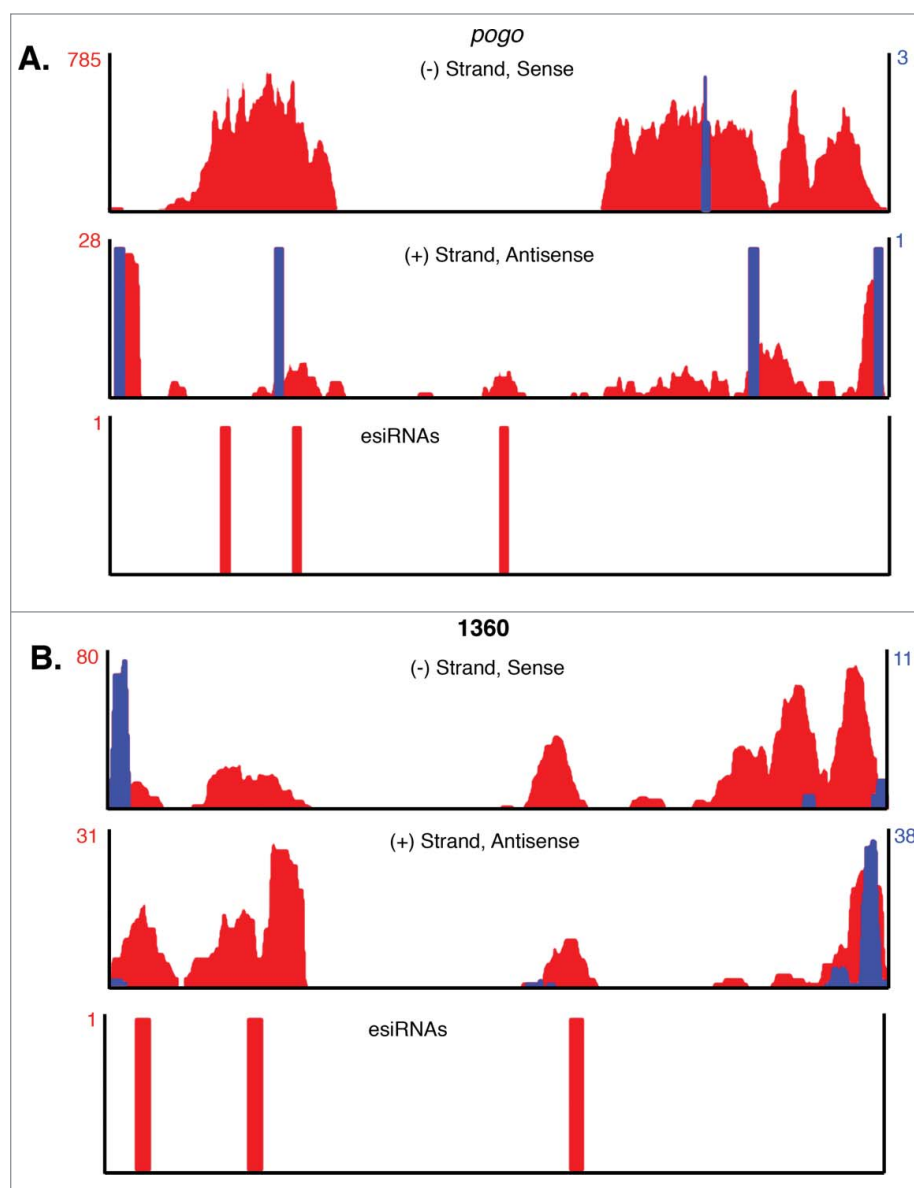 A.
pogo
785
(-) Strand, Sense
3
28
(+) Strand, Antisense
1
1
esiRNAs
B.
1360
80
(-) Strand, Sense
11
31
(+) Strand, Antisense
38
1
esiRNAs